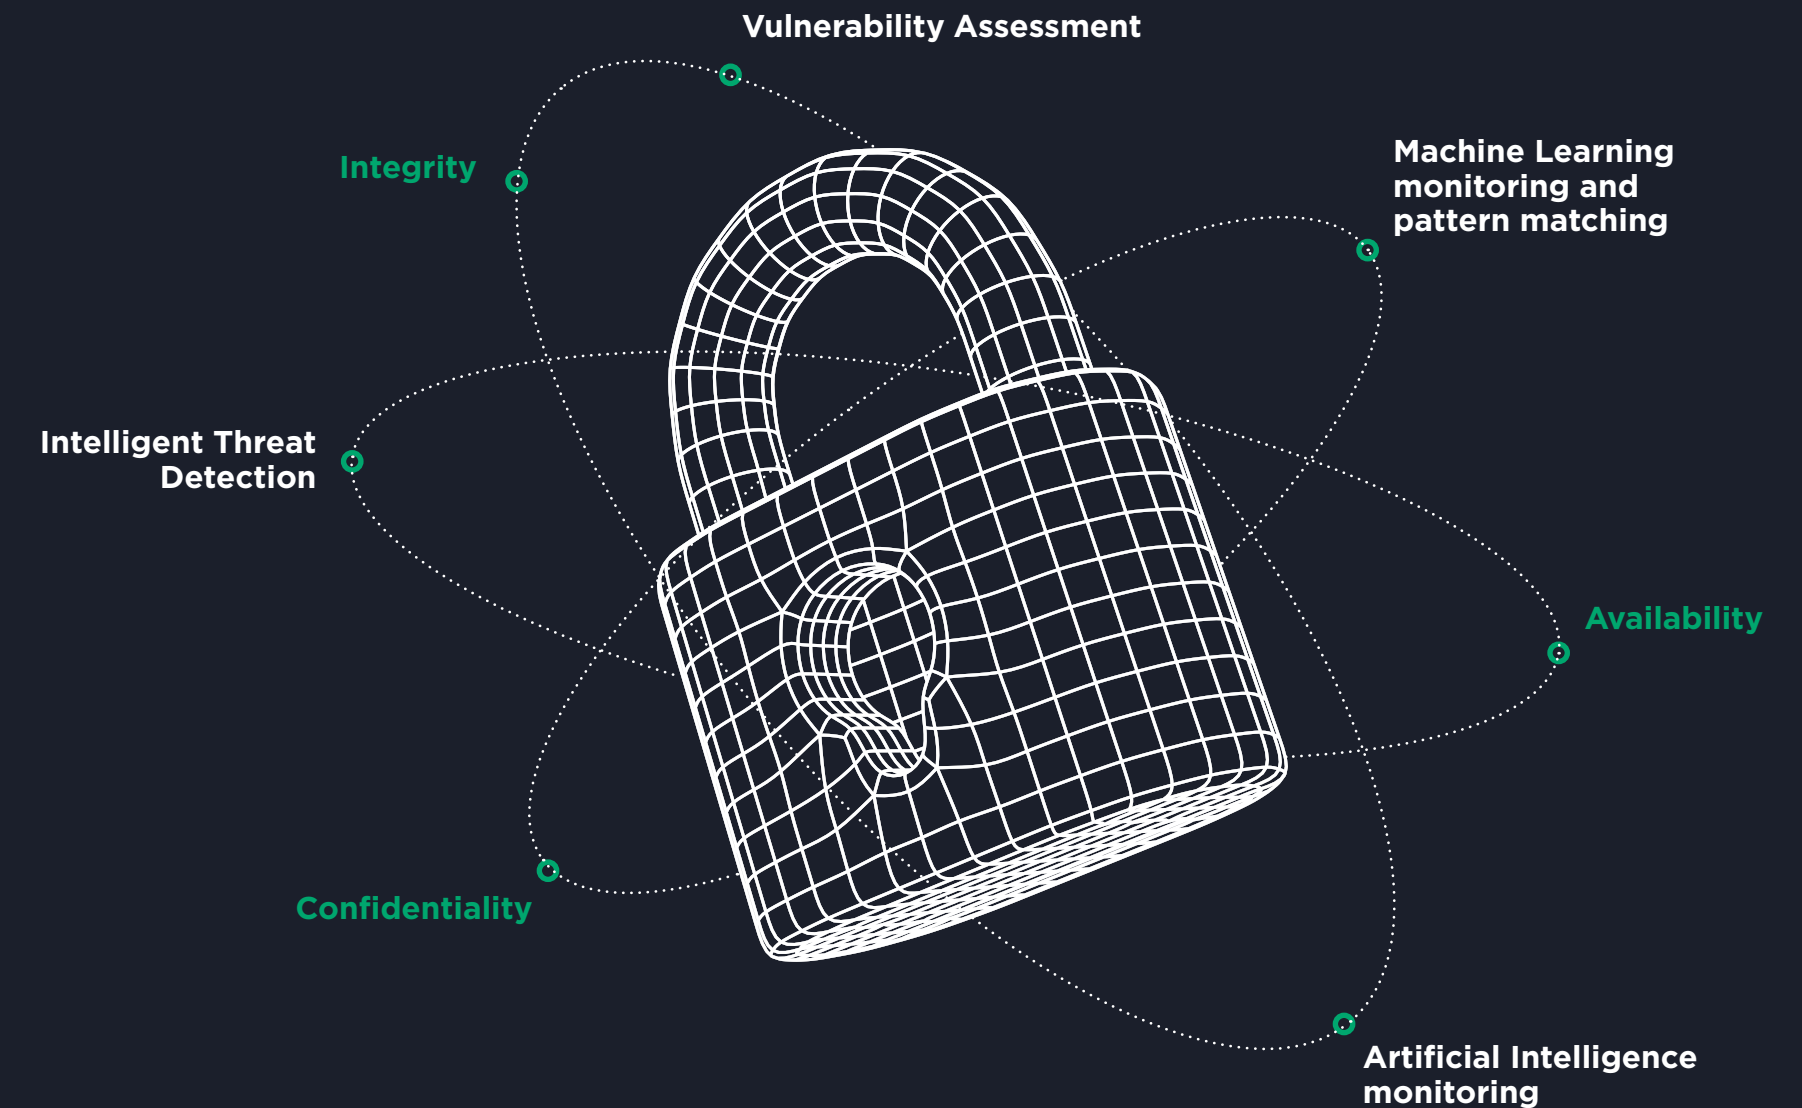 Vulnerability Assessment
Integrity
Machine Learning
monitoring and
pattern matching
Intelligent Threat
Detection
Availability
Confidentiality
Artificial Intelligence
monitoring